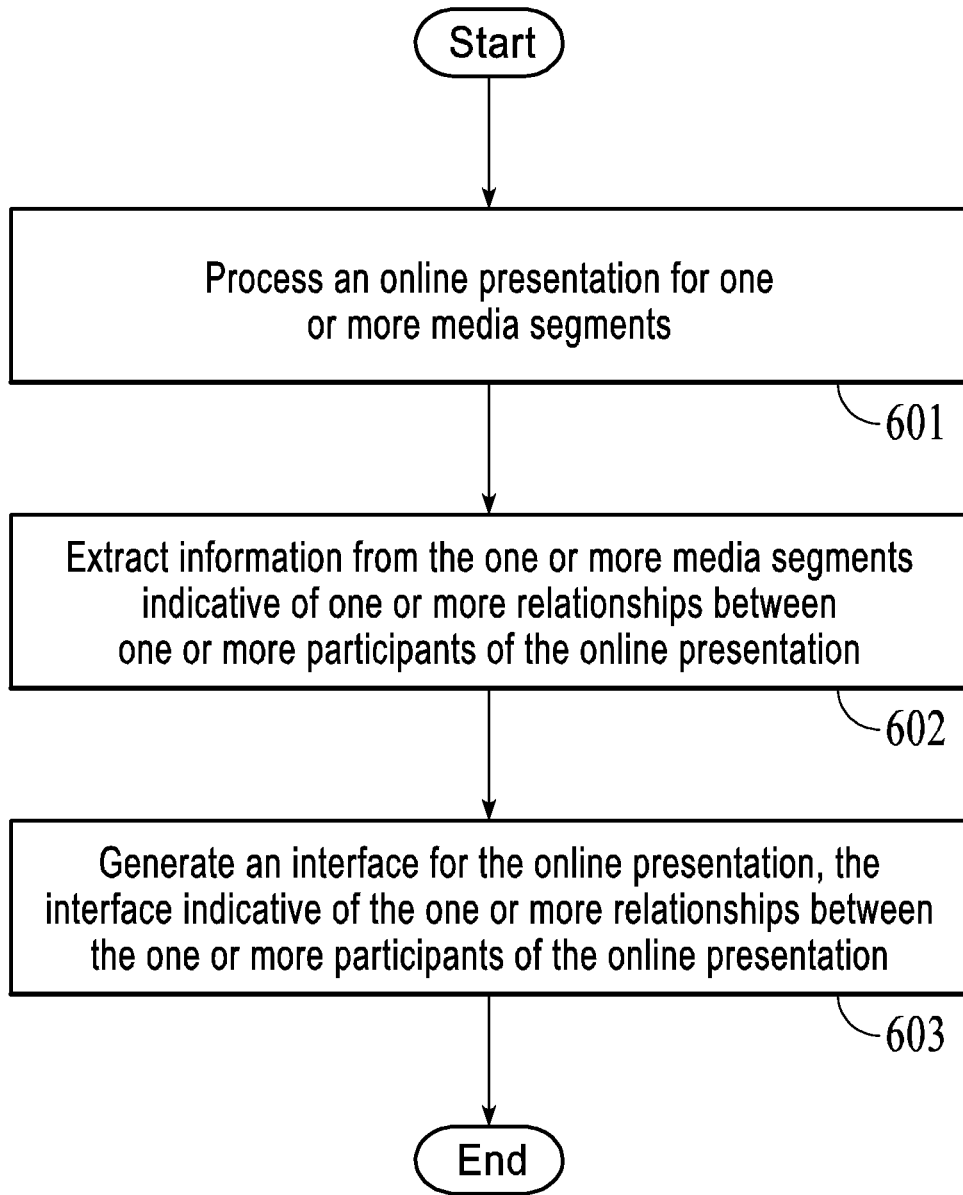 Start
Process an online presentation for one
or more media segments
601
Extract information from the one or more media segments
indicative of one or more relationships between
one or more participants of the online presentation
602
Generate an interface for the online presentation, the
interface indicative of the one or more relationships between
the one or more participants of the online presentation
603
End